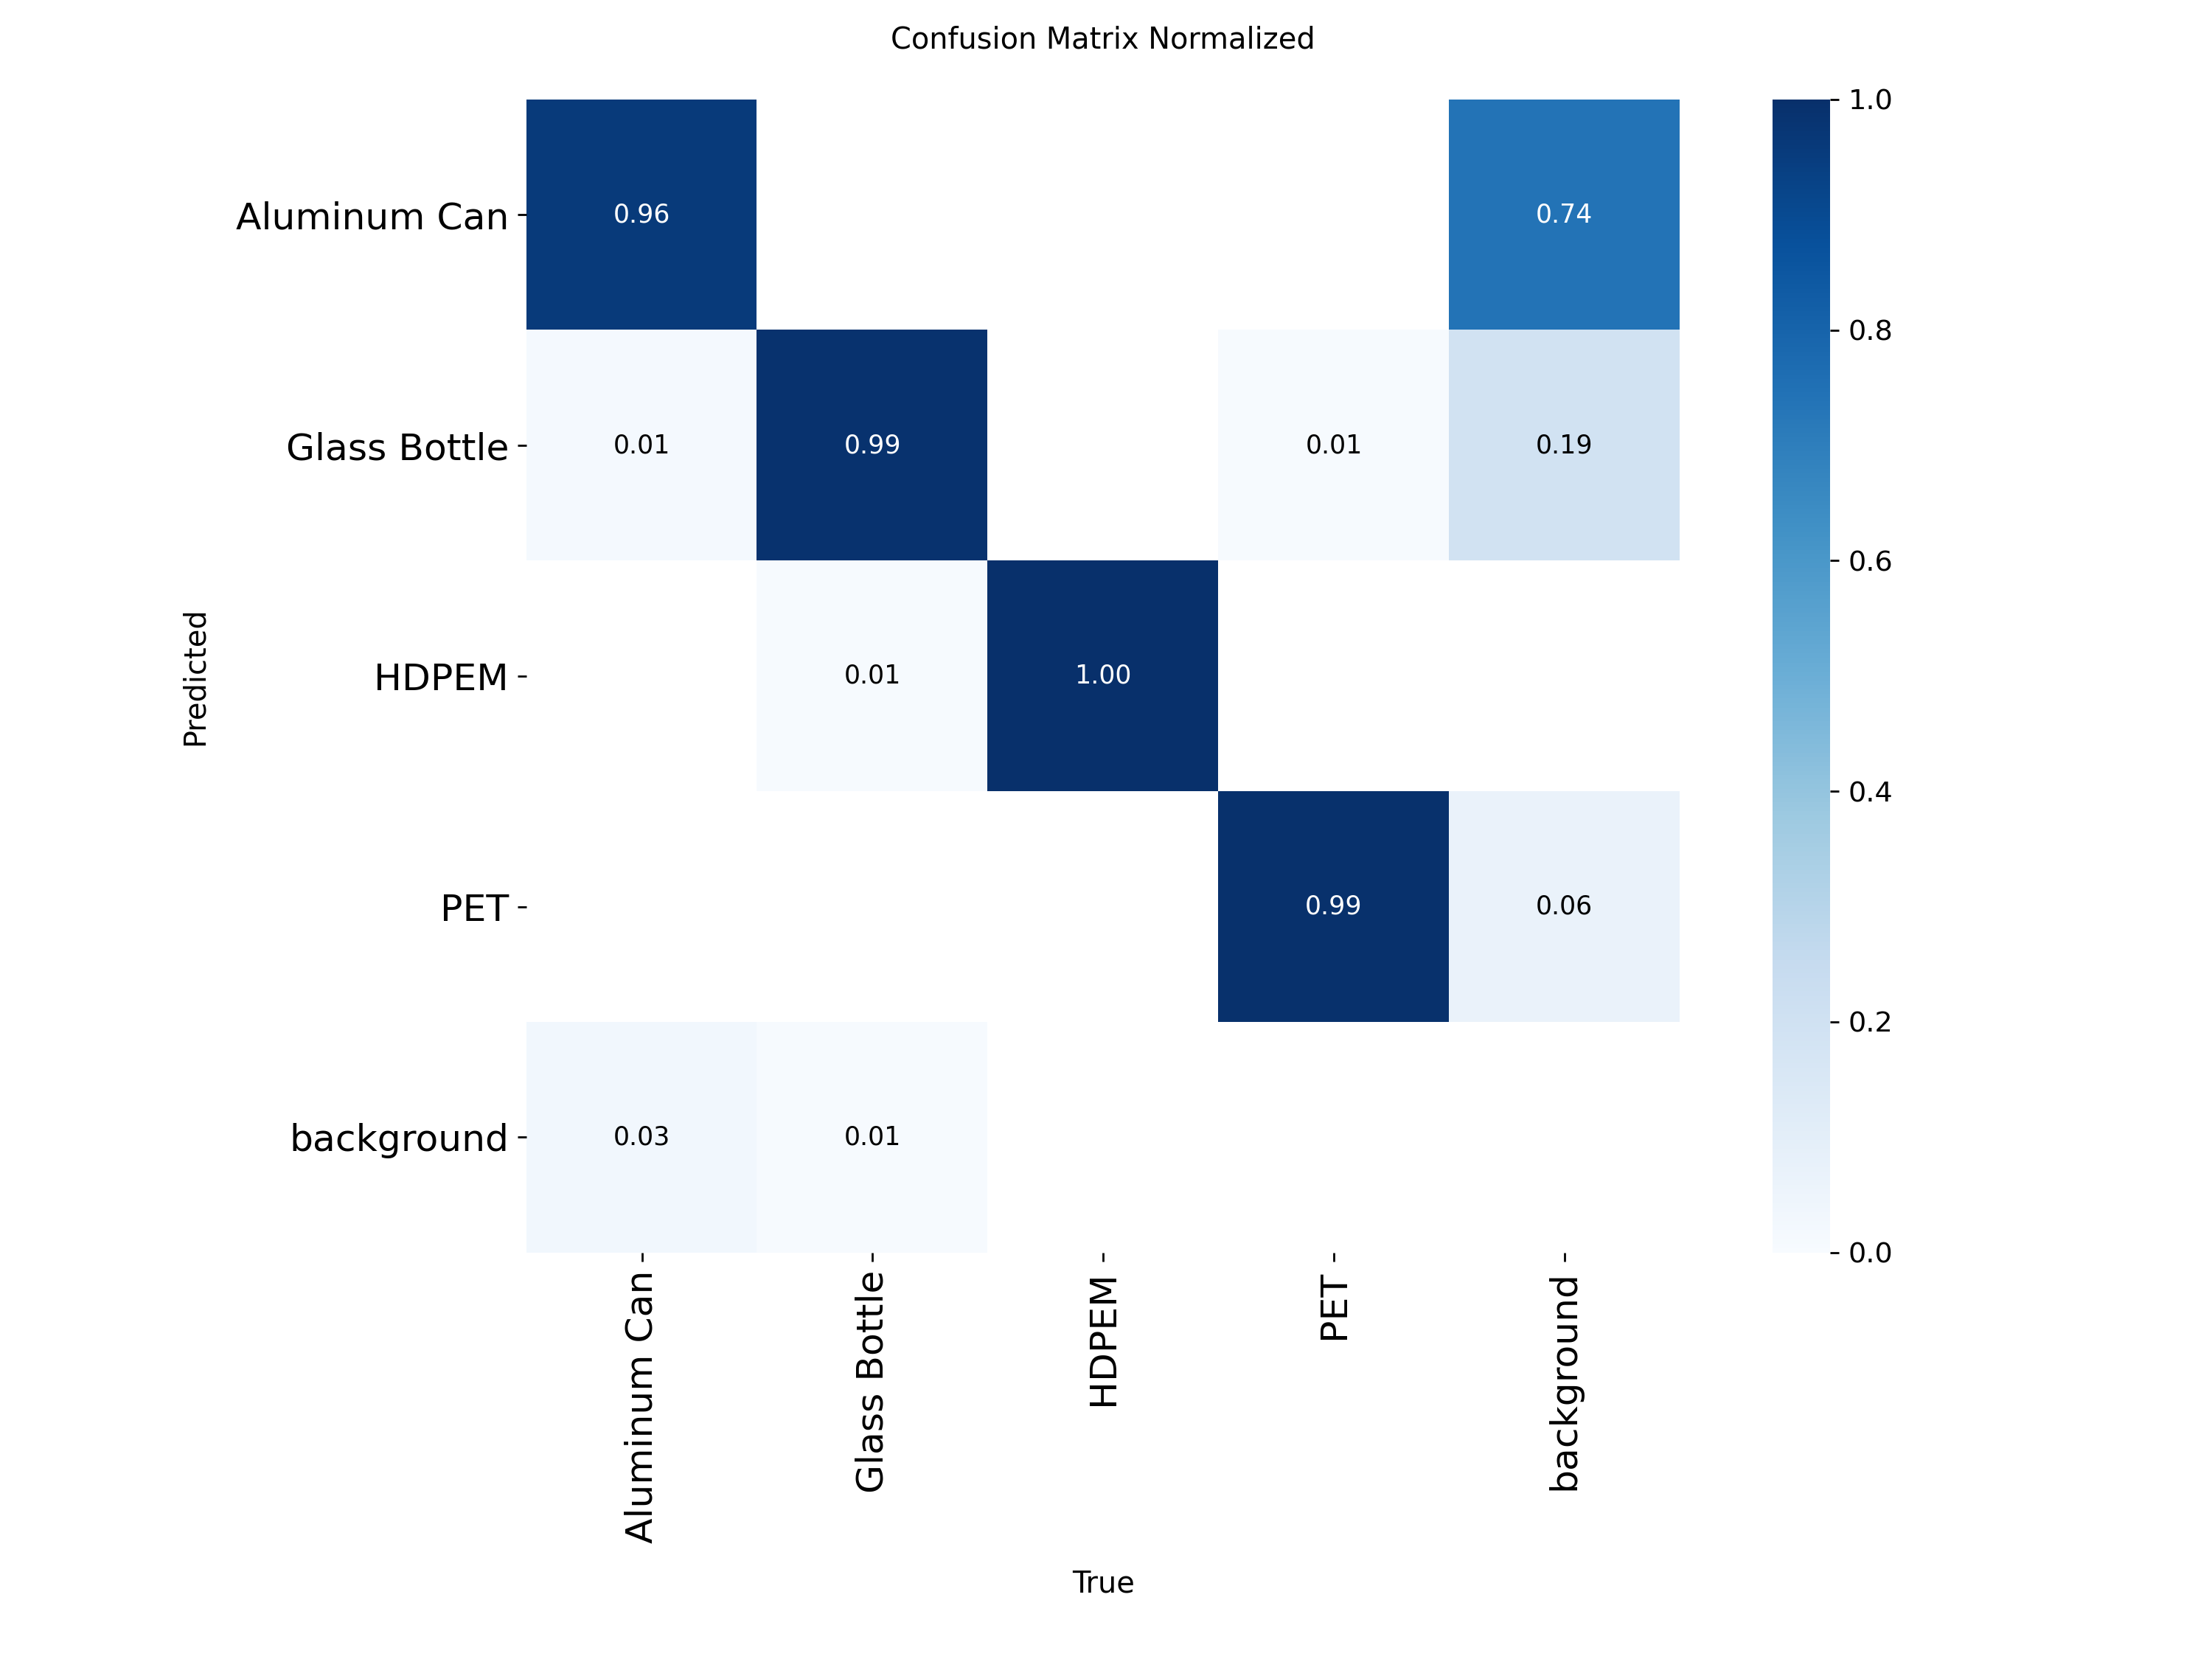 Confusion Matrix Normalized
Predicted
Aluminum Can 0.96 0.74
Glass Bottle 0.01 0.99 0.01 0.19
HDPEM 0.01 1.00
PET 0.99 0.06
background 0.03 0.01
Aluminum Can Glass Bottle HDPEM PET background
True
1.0
0.8
0.6
0.4
0.2
0.0